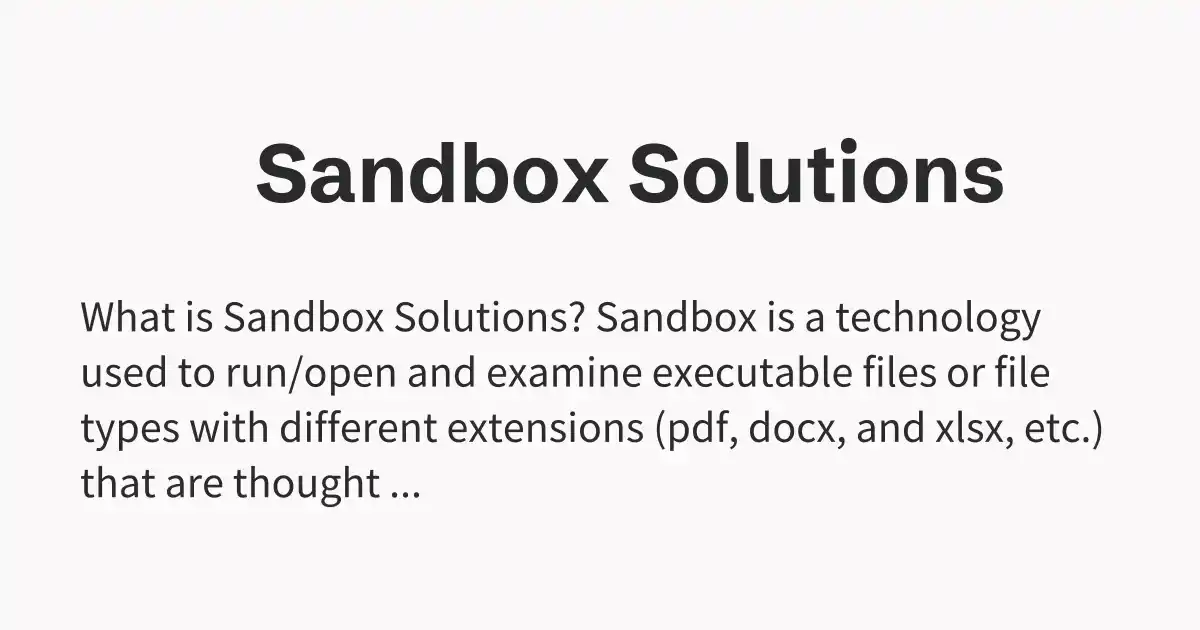 Sandbox Solutions
What is Sandbox Solutions? Sandbox is a technology
used to run/open and examine executable files or file
types with different extensions (pdf, docx, and xlsx, etc.)
that are thought ...